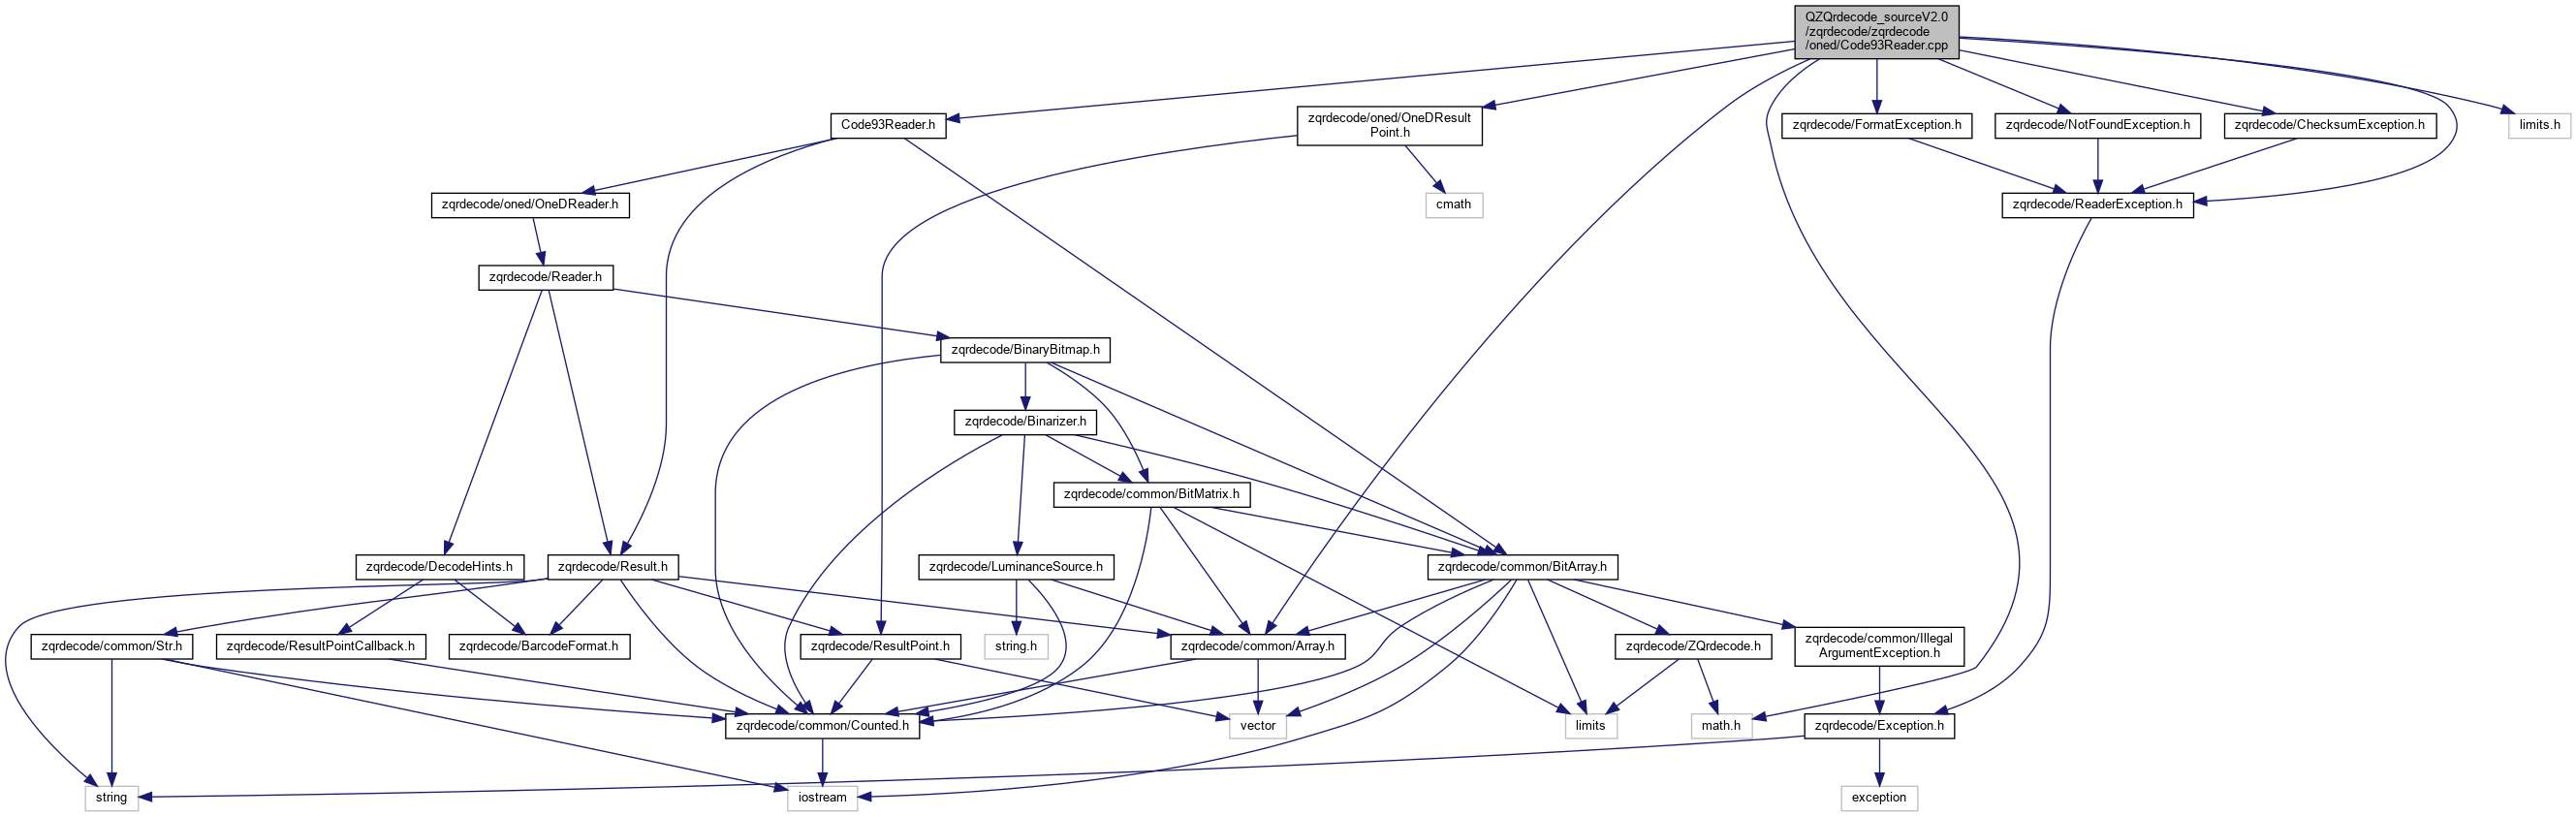 QZQrdecode_sourceV2.0
/zqrdecode/zqrdecode
/oned/Code93Reader.cpp
Code93Reader.h
zqrdecode/oned/OneDResult
Point.h
zqrdecode/FormatException.h
zqrdecode/NotFoundException.h
zqrdecode/ChecksumException.h
limits.h
zqrdecode/oned/OneDReader.h
cmath
zqrdecode/ReaderException.h
zqrdecode/Reader.h
zqrdecode/BinaryBitmap.h
zqrdecode/Binarizer.h
zqrdecode/common/BitMatrix.h
zqrdecode/DecodeHints.h
zqrdecode/Result.h
zqrdecode/LuminanceSource.h
zqrdecode/common/BitArray.h
zqrdecode/common/Str.h
zqrdecode/ResultPointCallback.h
zqrdecode/BarcodeFormat.h
zqrdecode/ResultPoint.h
string.h
zqrdecode/common/Array.h
zqrdecode/ZQrdecode.h
zqrdecode/common/Illegal
ArgumentException.h
zqrdecode/common/Counted.h
vector
limits
math.h
zqrdecode/Exception.h
string
iostream
exception